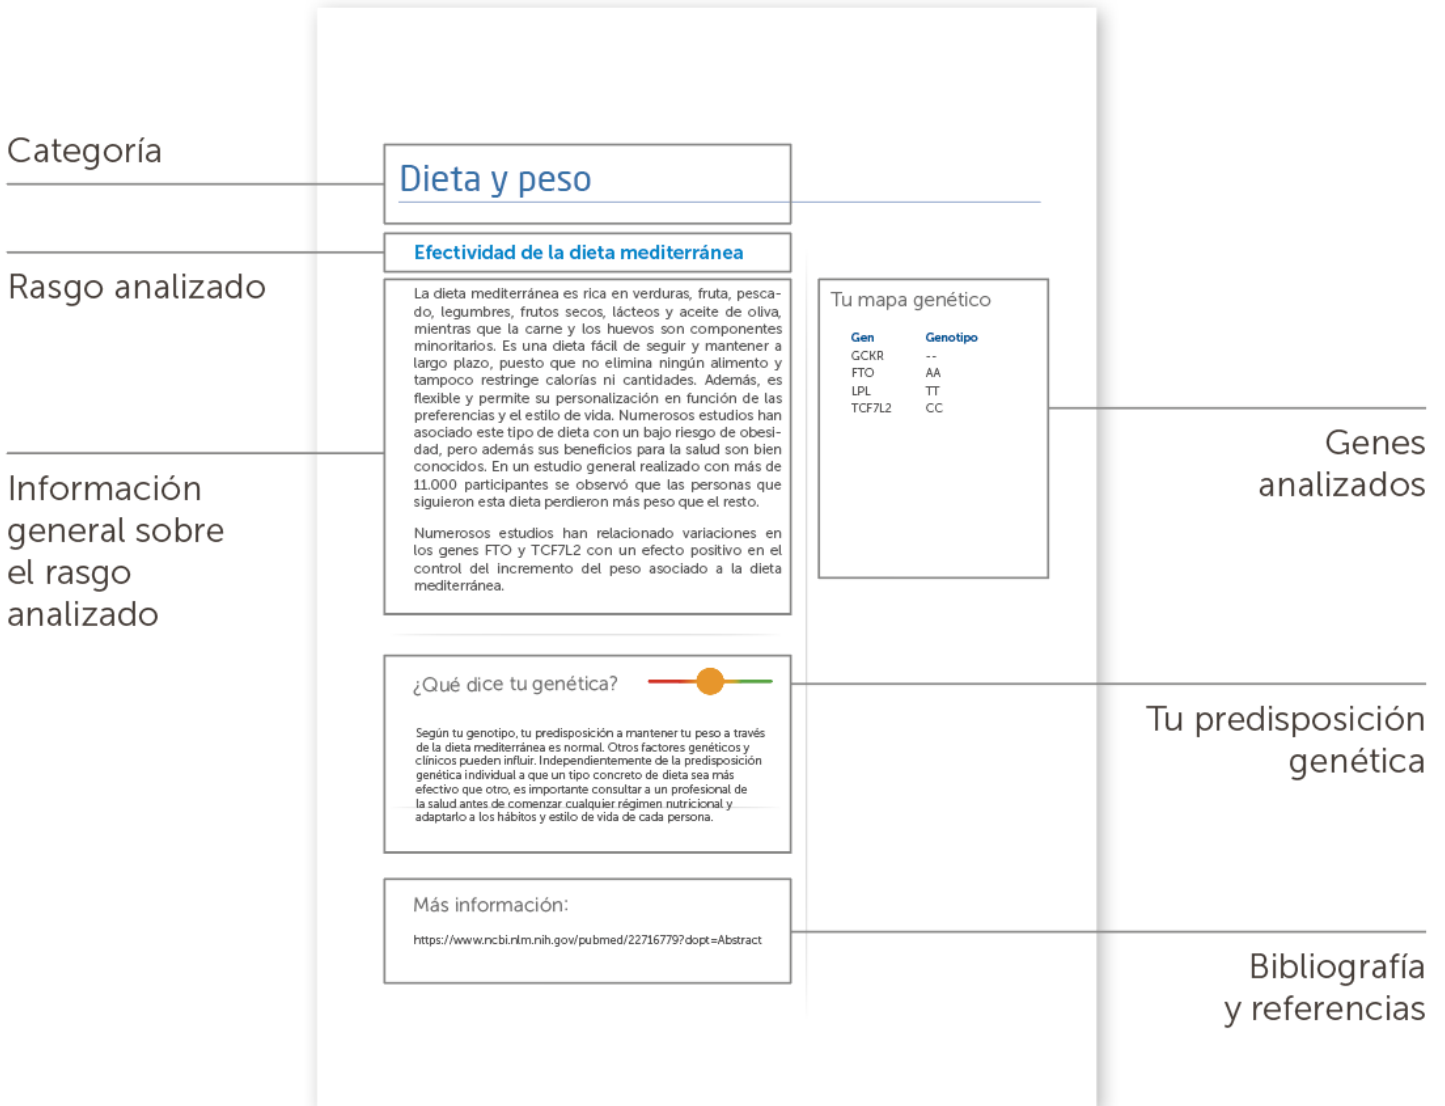 Categoría
Dieta y peso
Rasgo analizado
Efectividad de la dieta mediterránea
Información
general sobre
el rasgo
analizado
La dieta mediterránea es rica en verduras, fruta, pesca-
do, legumbres, frutos secos, lácteos y aceite de oliva,
mientras que la carne y los huevos son componentes
minoritarios. Es una dieta fácil de seguir y mantener a
largo plazo, puesto que no elimina ningún alimento y
tampoco restringe calorías ni cantidades. Además, es
flexible y permite su personalización en función de las
preferencias y el estilo de vida. Numerosos estudios han
asociado este tipo de dieta con un bajo riesgo de obesi-
dad, pero además sus beneficios para la salud son bien
conocidos. En un estudio general realizado con más de
11.000 participantes se observó que las personas que
siguieron esta dieta perdieron más peso que el resto.
Numerosos estudios han relacionado variaciones en
los genes FTO y TCF7L2 con un efecto positivo en el
control del incremento del peso asociado a la dieta
mediterránea.
Tu mapa genético
Gen Genotipo
GCKR --
FTO AA
LPL TT
TCF7L2 CC
Genes
analizados
¿Qué dice tu genética?
Según tu genotipo, tu predisposición a mantener tu peso a través
de la dieta mediterránea es normal. Otros factores genéticos y
clínicos pueden influir. Independientemente de la predisposición
genética individual a que un tipo concreto de dieta sea más
efectivo que otro, es importante consultar a un profesional de
la salud antes de comenzar cualquier régimen nutricional y
adaptarlo a los hábitos y estilo de vida de cada persona.
Tu predisposición
genética
Más información:
https://www.ncbi.nlm.nih.gov/pubmed/22716779?dopt=Abstract
Bibliografía
y referencias